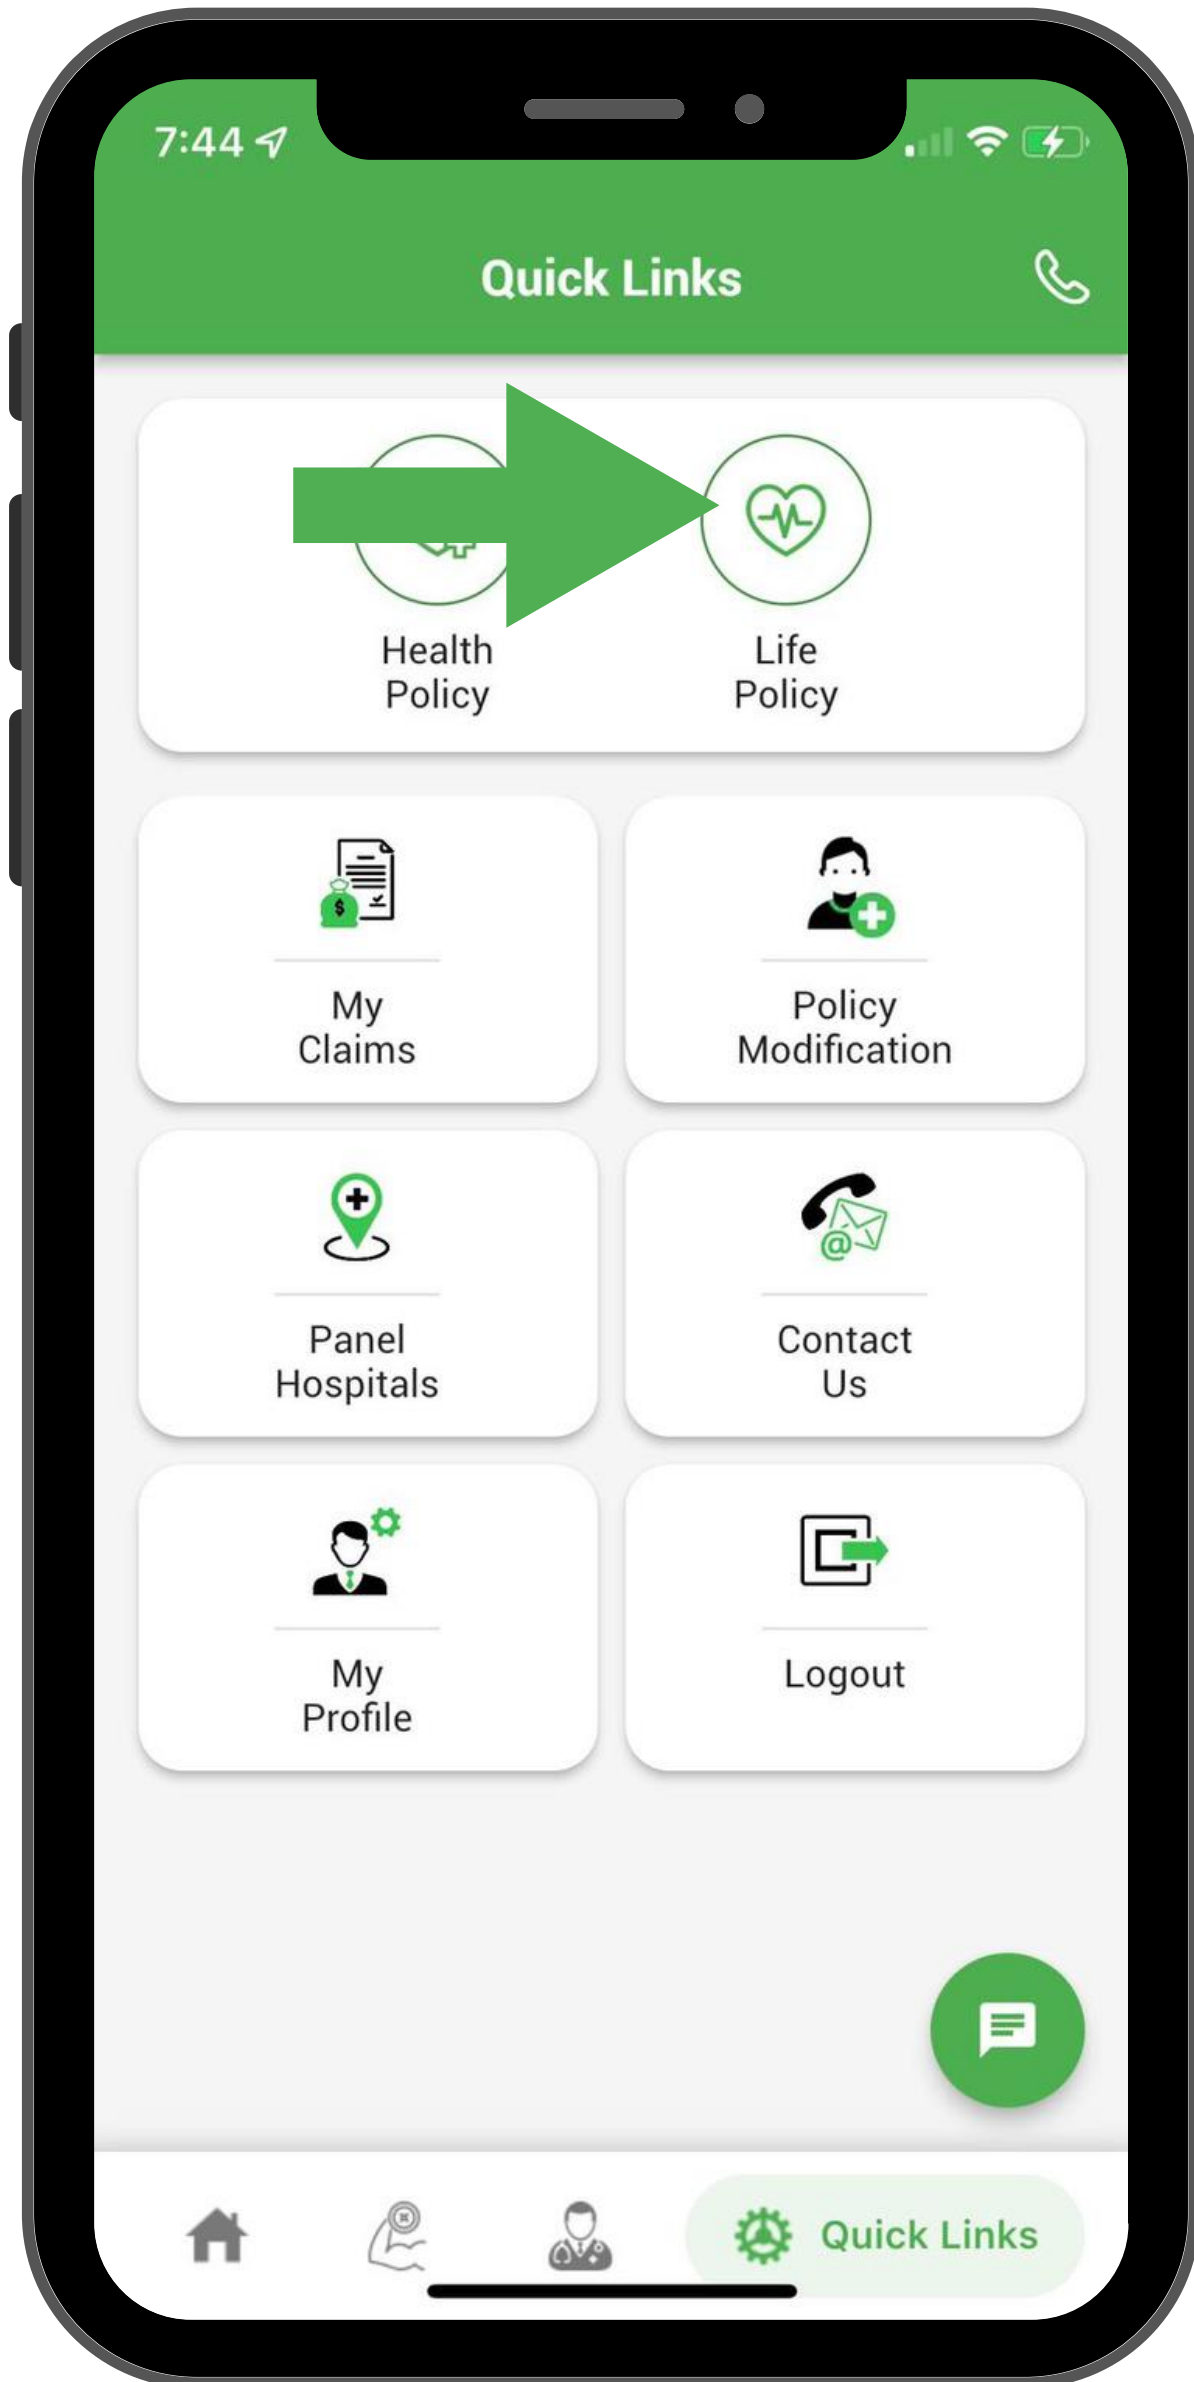 7:44
Quick Links
Health
Policy
Life
Policy
My
Claims
Policy
Modification
Panel
Hospitals
Contact
Us
My
Profile
Logout
Quick Links